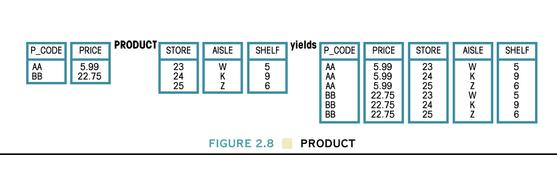 P_CODE PRICE PRODUCT STORE AISLE SHELF yields P_CODE PRICE STORE AISLE SHELF
AA 5.99 23 W 5 AA 5.99 23 W 5
BB 22.75 24 K 9 AA 5.99 24 K 9
25 Z 6 AA 5.99 25 Z 6
BB 22.75 23 W 5
BB 22.75 24 K 9
BB 22.75 25 Z 6
FIGURE 2.8 PRODUCT